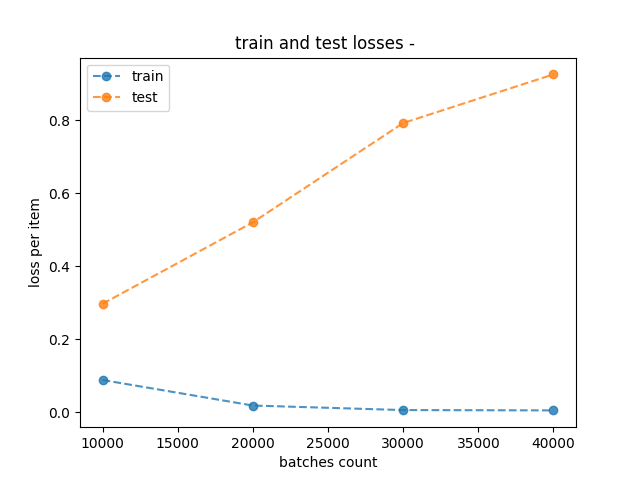 train and test losses -
train
test
loss per item
0.8
0.6
0.4
0.2
0.0
10000 15000 20000 25000 30000 35000 40000
batches count